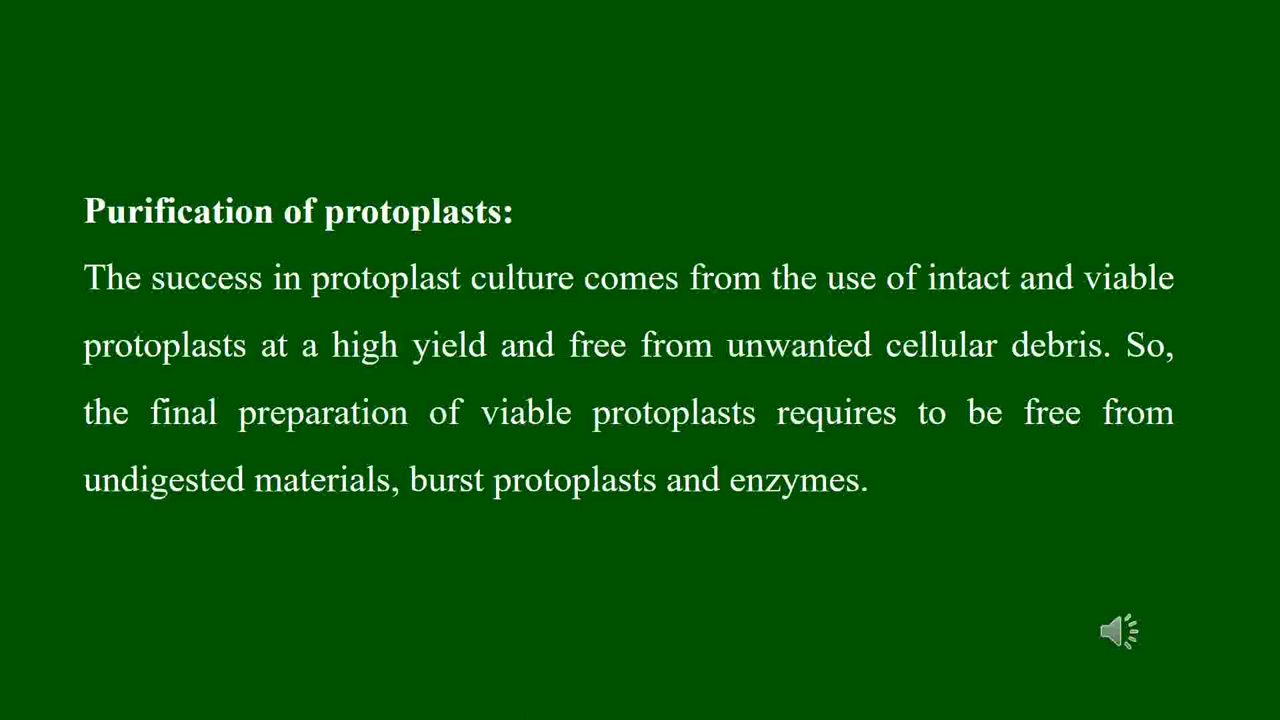 Purification of protoplasts:
The success in protoplast culture comes from the use of intact and viable
protoplasts at a high yield and free from unwanted cellular debris. So,
the final preparation of viable protoplasts requires to be free from
undigested materials, burst protoplasts and enzymes.